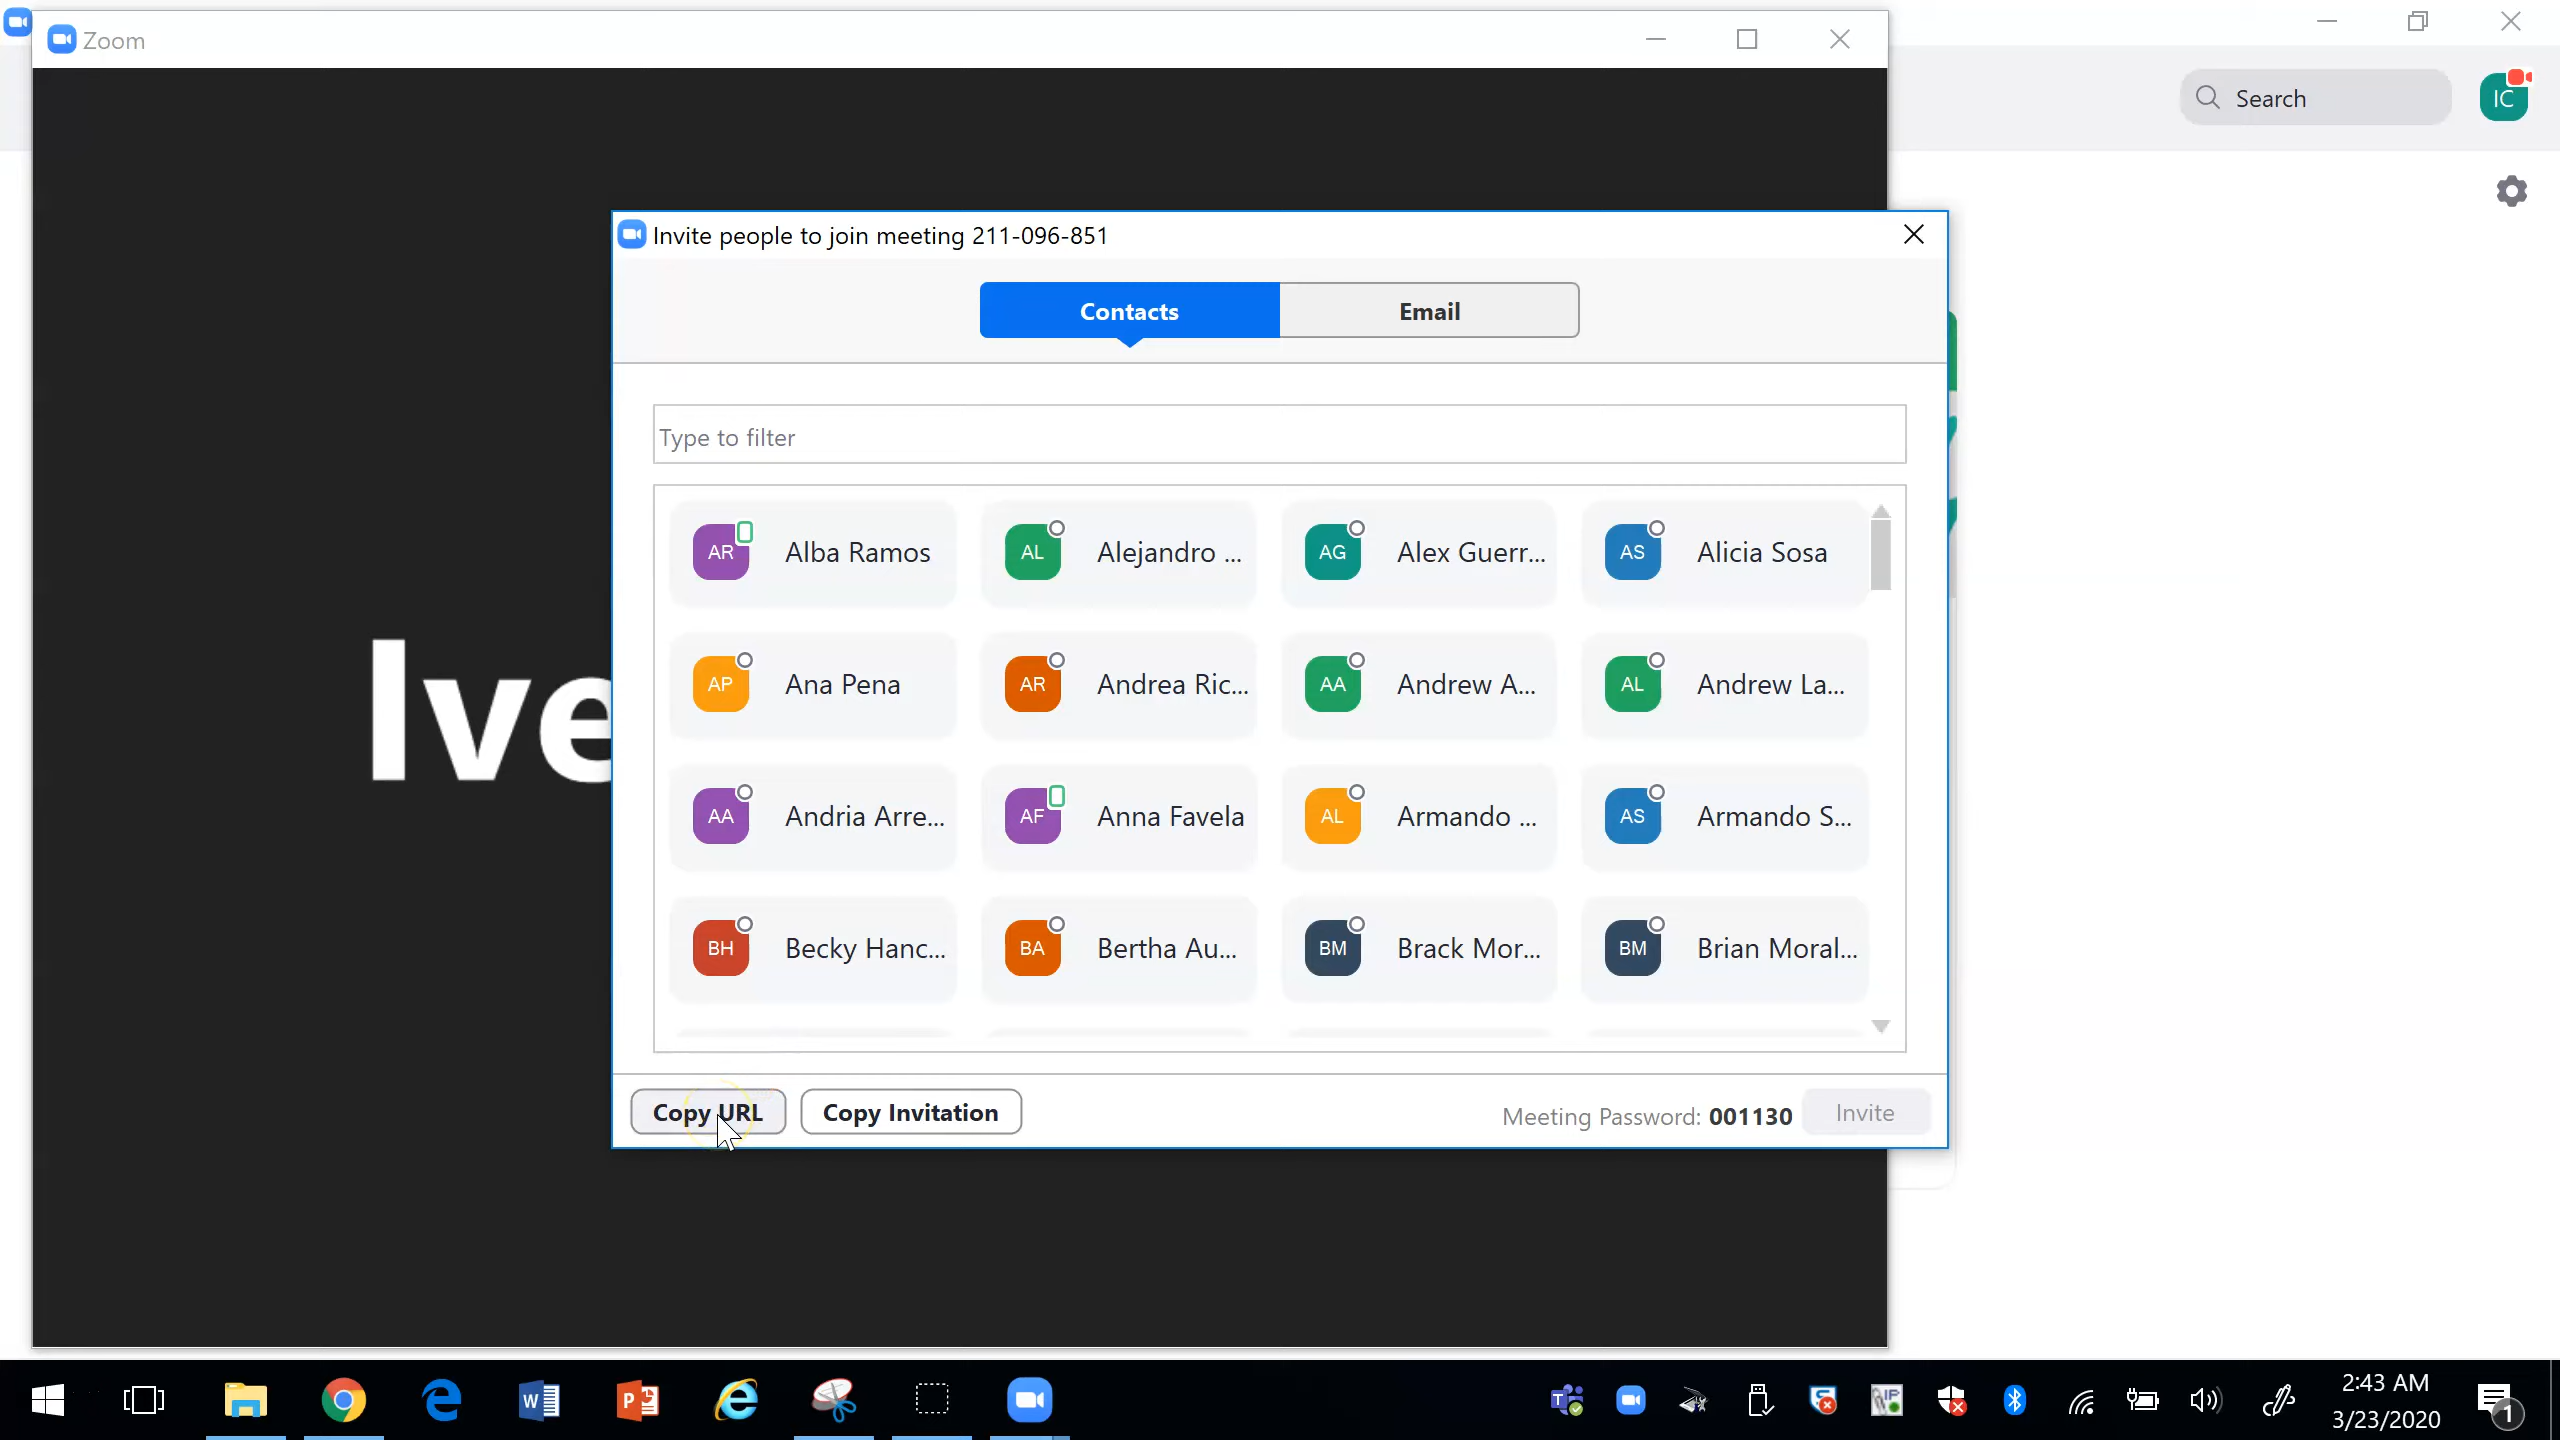 Zoom
Search
IC
Invite people to join meeting 211-096-851
Contacts
Email
Type to filter
AR Alba Ramos
AL Alejandro ...
AG Alex Guerr...
AS Alicia Sosa
AP Ana Pena
AR Andrea Ric...
AA Andrew A...
AL Andrew La...
AA Andria Arre...
AF Anna Favela
AL Armando ...
AS Armando S...
BH Becky Hanc...
BA Bertha Au...
BM Brack Mor...
BM Brian Moral...
Ive
Copy URL
Copy Invitation
Meeting Password: 001130
Invite
2:43 AM
3/23/2020
1